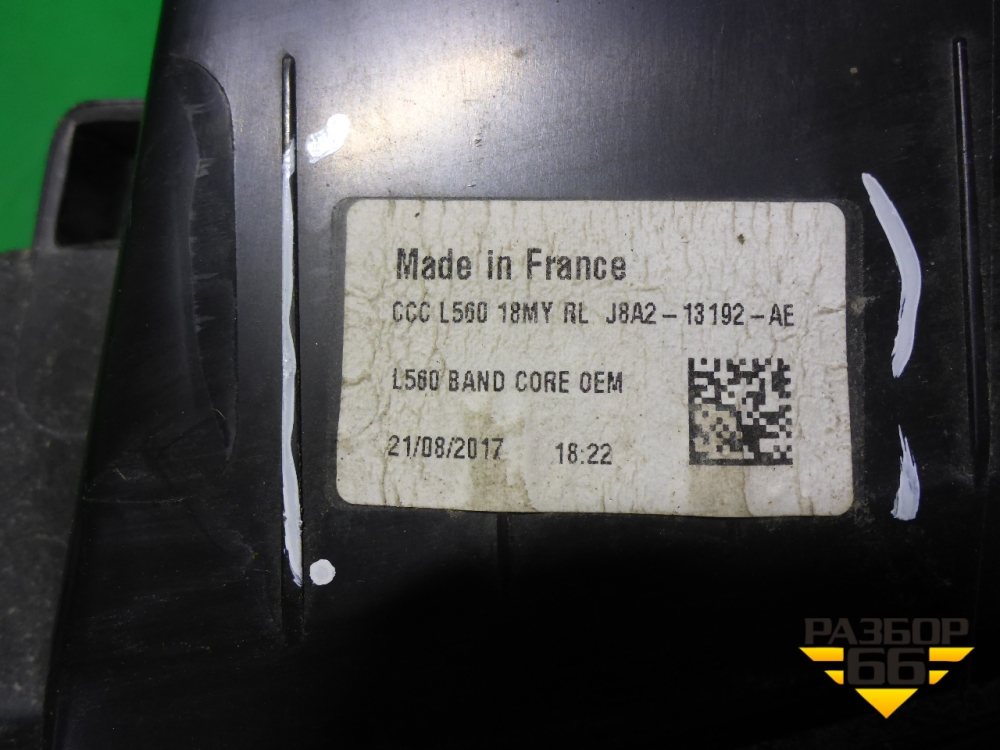 Made in France
CCC L560 18MY RL J8A2-13192-AE
L560 BAND CORE OEM
21/08/2017 18:22
РАЗБОР
66